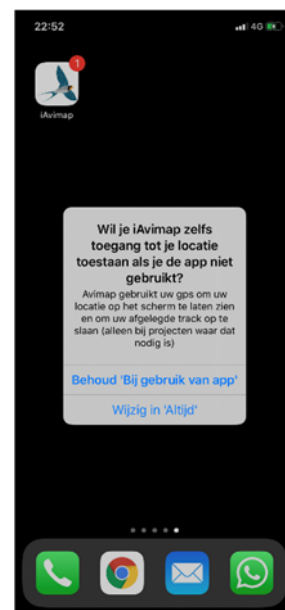 22:52
4G
1
iAvimap
Wil je iAvimap zelfs
toegang tot je locatie
toestaan als je de app niet
gebruikt?
Avimap gebruikt uw gps om uw
locatie op het scherm te laten zien
en om uw afgelegde track op te
slaan (alleen bij projecten waar dat
nodig is)
Behoud 'Bij gebruik van app'
Wijzig in 'Altijd'